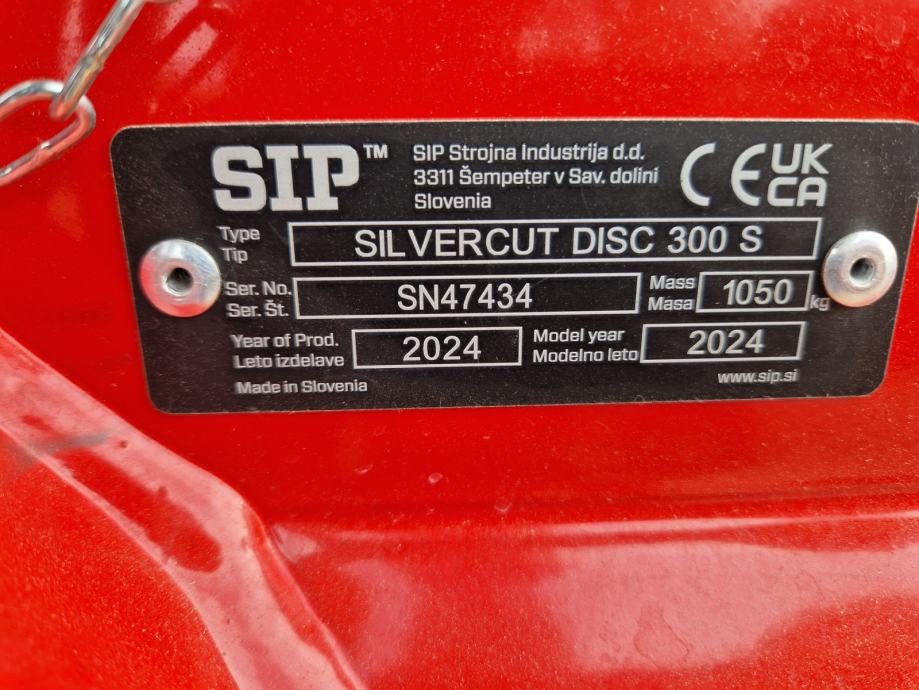 SIP™
SIP Strojna Industrija d.d.
3311 Šempeter v Sav. dolini
Slovenia
CE UK
CA
Type
Tip
SILVERCUT DISC 300 S
Ser. No.
Ser. Št.
SN47434
Mass
Masa
1050
kg
Year of Prod.
Leto izdelave
2024
Model year
Modelno leto
2024
Made in Slovenia
www.sip.si